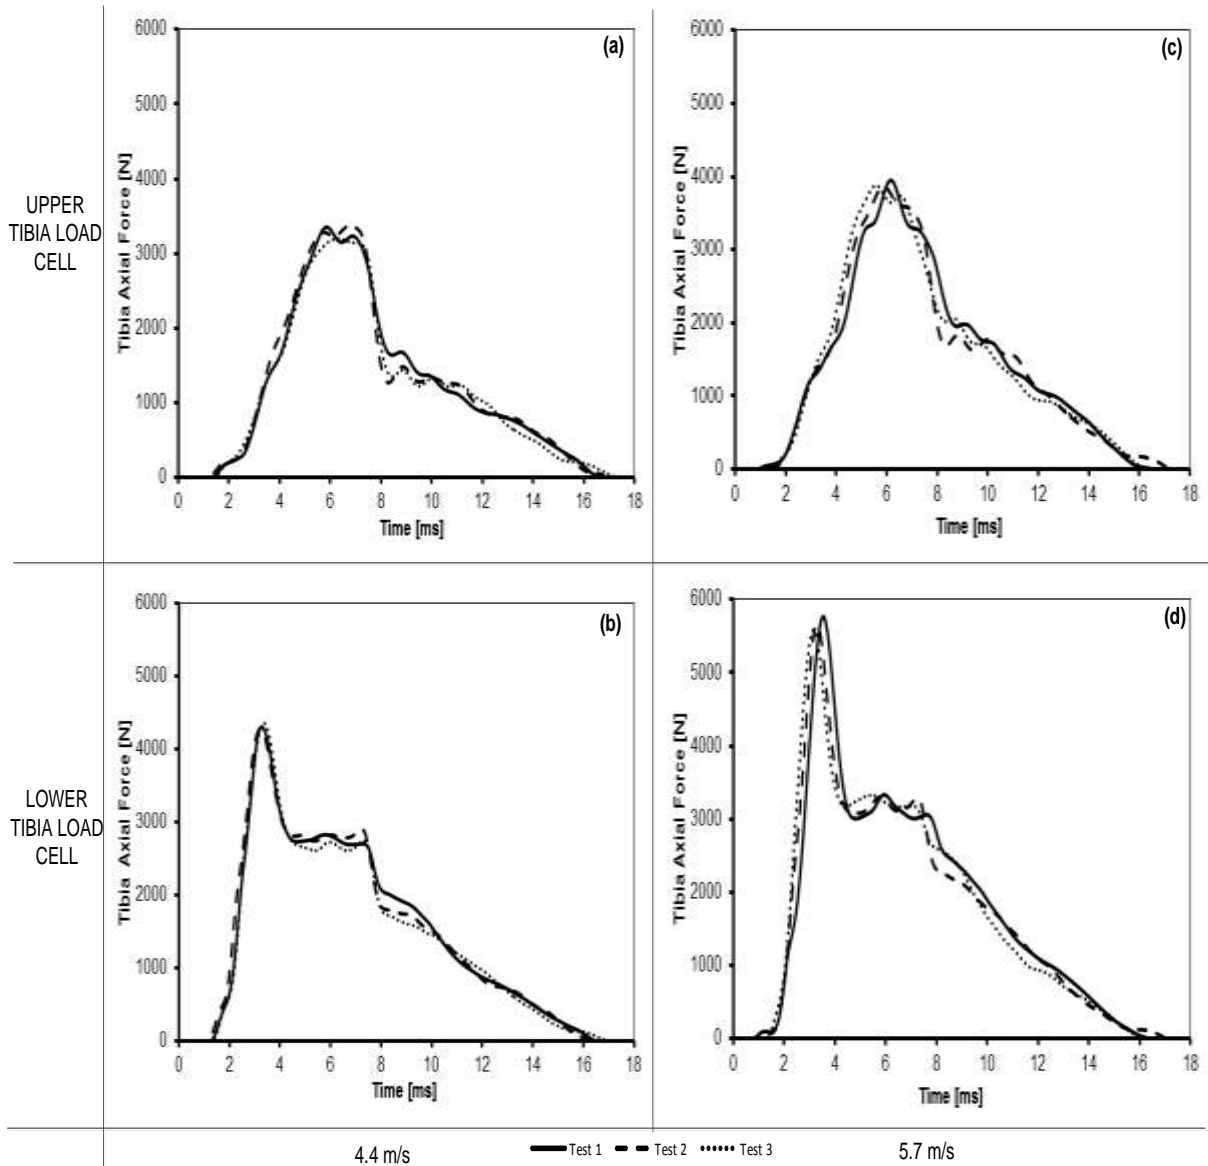 UPPER
TIBIA LOAD
CELL
(a)
Tibia Axial Force [N]
6000
5000
4000
3000
2000
1000
0
0 2 4 6 8 10 12 14 16 18
Time [ms]
(c)
Tibia Axial Force [N]
6000
5000
4000
3000
2000
1000
0
0 2 4 6 8 10 12 14 16 18
Time [ms]
LOWER
TIBIA LOAD
CELL
(b)
Tibia Axial Force [N]
6000
5000
4000
3000
2000
1000
0
0 2 4 6 8 10 12 14 16 18
Time [ms]
(d)
Tibia Axial Force [N]
6000
5000
4000
3000
2000
1000
0
0 2 4 6 8 10 12 14 16 18
Time [ms]
4.4 m/s
Test 1 Test 2 Test 3
5.7 m/s